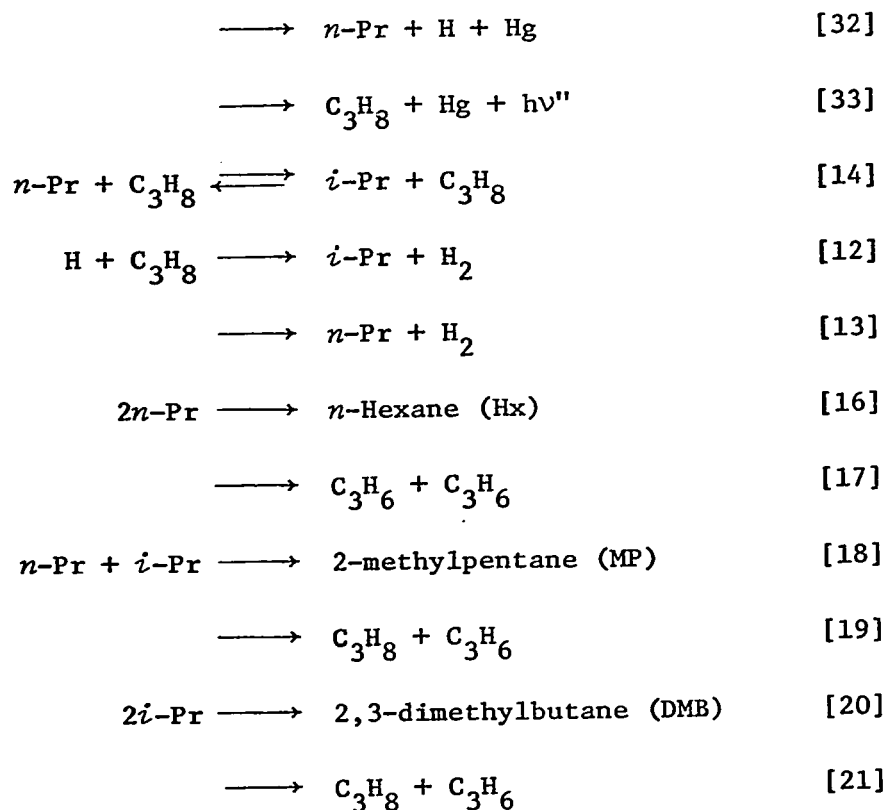 ⟶ n-Pr + H + Hg [32]
⟶ C₃H₈ + Hg + hν" [33]
n-Pr + C₃H₈ ⇌ i-Pr + C₃H₈ [14]
H + C₃H₈ ⟶ i-Pr + H₂ [12]
⟶ n-Pr + H₂ [13]
2n-Pr ⟶ n-Hexane (Hx) [16]
⟶ C₃H₆ + C₃H₆ [17]
n-Pr + i-Pr ⟶ 2-methylpentane (MP) [18]
⟶ C₃H₈ + C₃H₆ [19]
2i-Pr ⟶ 2,3-dimethylbutane (DMB) [20]
⟶ C₃H₈ + C₃H₆ [21]